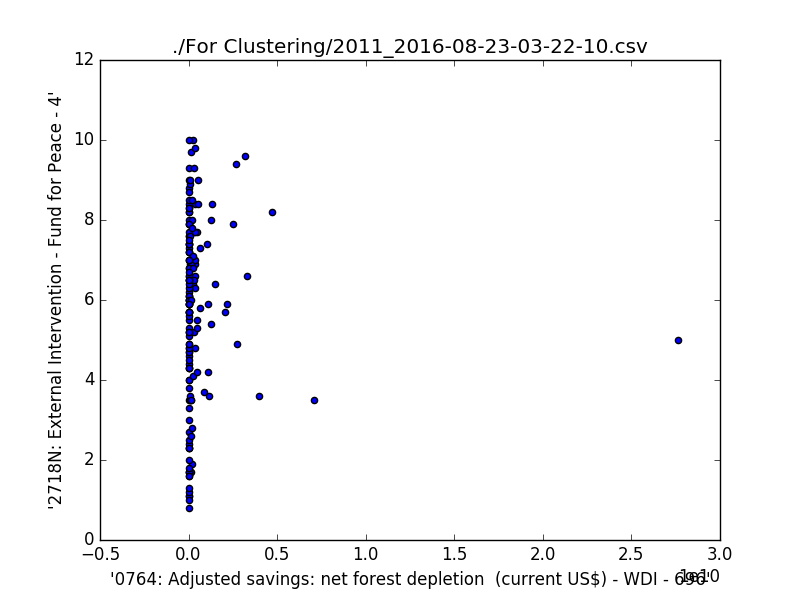 ./For Clustering/2011_2016-08-23-03-22-10.csv
12
10
8
6
4
2
0
'2718N: External Intervention - Fund for Peace - 4'
−0.5 0.0 0.5 1.0 1.5 2.0 2.5 3.0
1e10
'0764: Adjusted savings: net forest depletion (current US$) - WDI - 696'